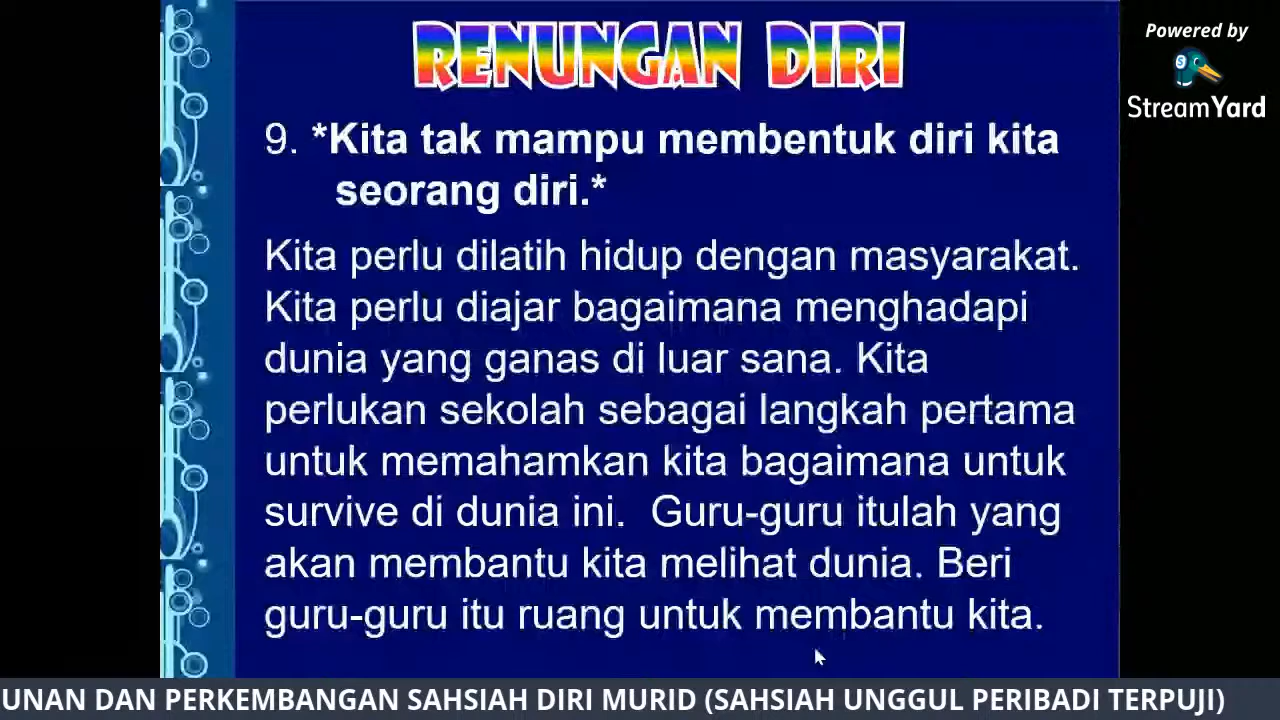 RENUNGAN DIRI
Powered by
StreamYard
9. *Kita tak mampu membentuk diri kita
seorang diri.*
Kita perlu dilatih hidup dengan masyarakat.
Kita perlu diajar bagaimana menghadapi
dunia yang ganas di luar sana. Kita
perlukan sekolah sebagai langkah pertama
untuk memahamkan kita bagaimana untuk
survive di dunia ini.  Guru-guru itulah yang
akan membantu kita melihat dunia. Beri
guru-guru itu ruang untuk membantu kita.
UNAN DAN PERKEMBANGAN SAHSIAH DIRI MURID (SAHSIAH UNGGUL PERIBADI TERPUJI)